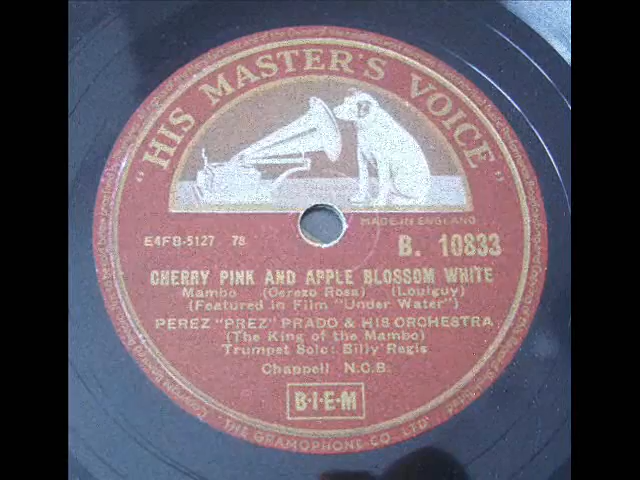 "HIS MASTER'S VOICE"
MADE IN ENGLAND
E4FB-5127 78
B. 10833
CHERRY PINK AND APPLE BLOSSOM WHITE
Mambo (Cerezo Rosa) (Louiguy)
(Featured in Film "Under Water")
PEREZ "PREZ" PRADO & HIS ORCHESTRA
(The King of the Mambo)
Trumpet Solo: Billy Regis
Chappell N.C.B.
B·I·E·M
THE GRAMOPHONE CO. LTD.